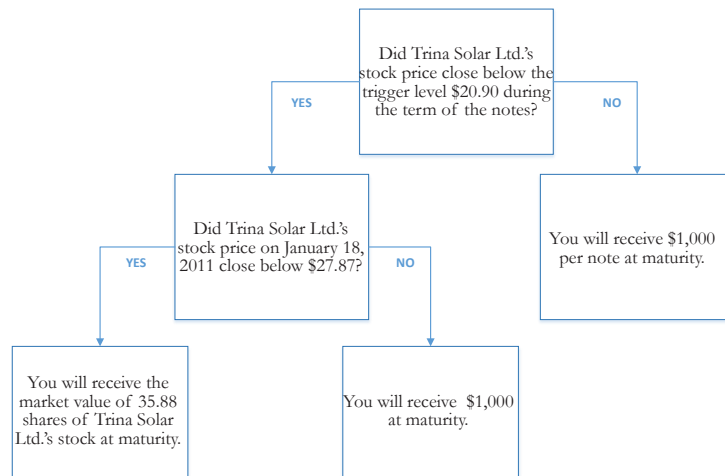 Did Trina Solar Ltd.'s
stock price close below the
trigger level $20.90 during
the term of the notes?
YES
NO
Did Trina Solar Ltd.'s
stock price on January 18,
2011 close below $27.87?
You will receive $1,000
per note at maturity.
YES
NO
You will receive the
market value of 35.88
shares of Trina Solar
Ltd.'s stock at maturity.
You will receive $1,000
at maturity.